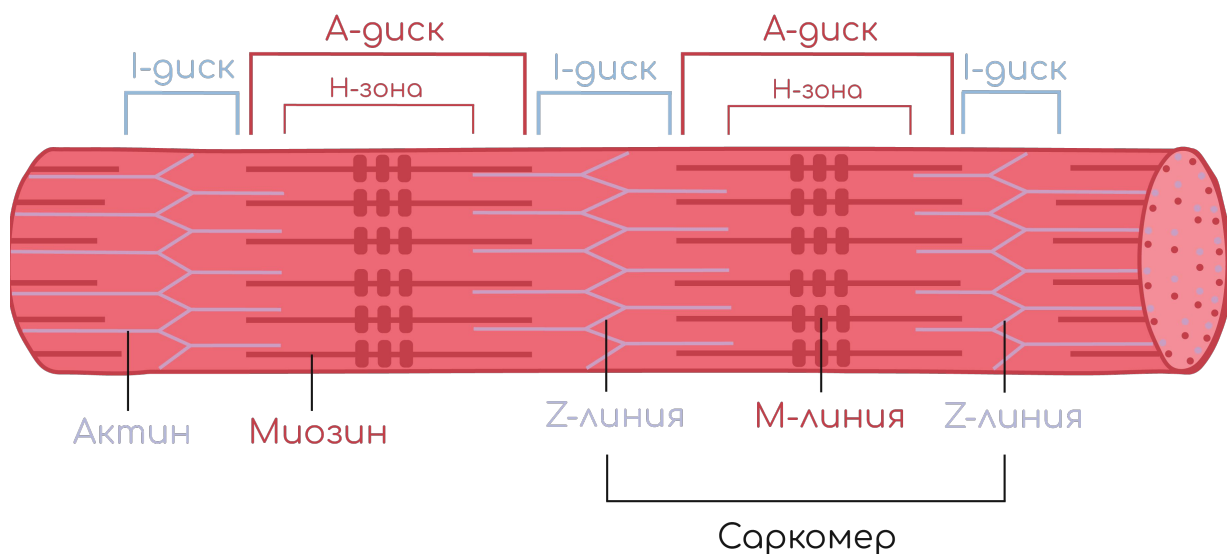 А-диск
А-диск
I-диск
I-диск
I-диск
Н-зона
Н-зона
Актин
Миозин
Z-линия
М-линия
Z-линия
Саркомер